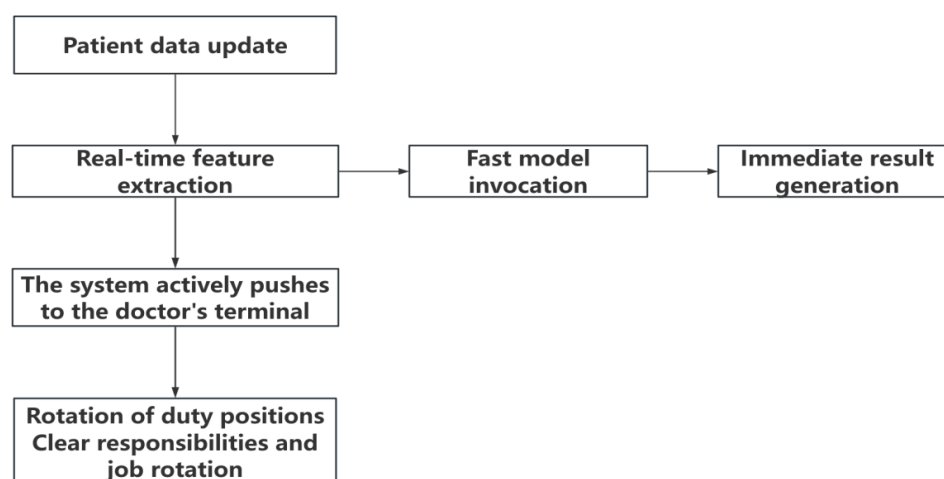 Patient data update
Real-time feature
extraction
Fast model
invocation
Immediate result
generation
The system actively pushes
to the doctor's terminal
Rotation of duty positions
Clear responsibilities and
job rotation